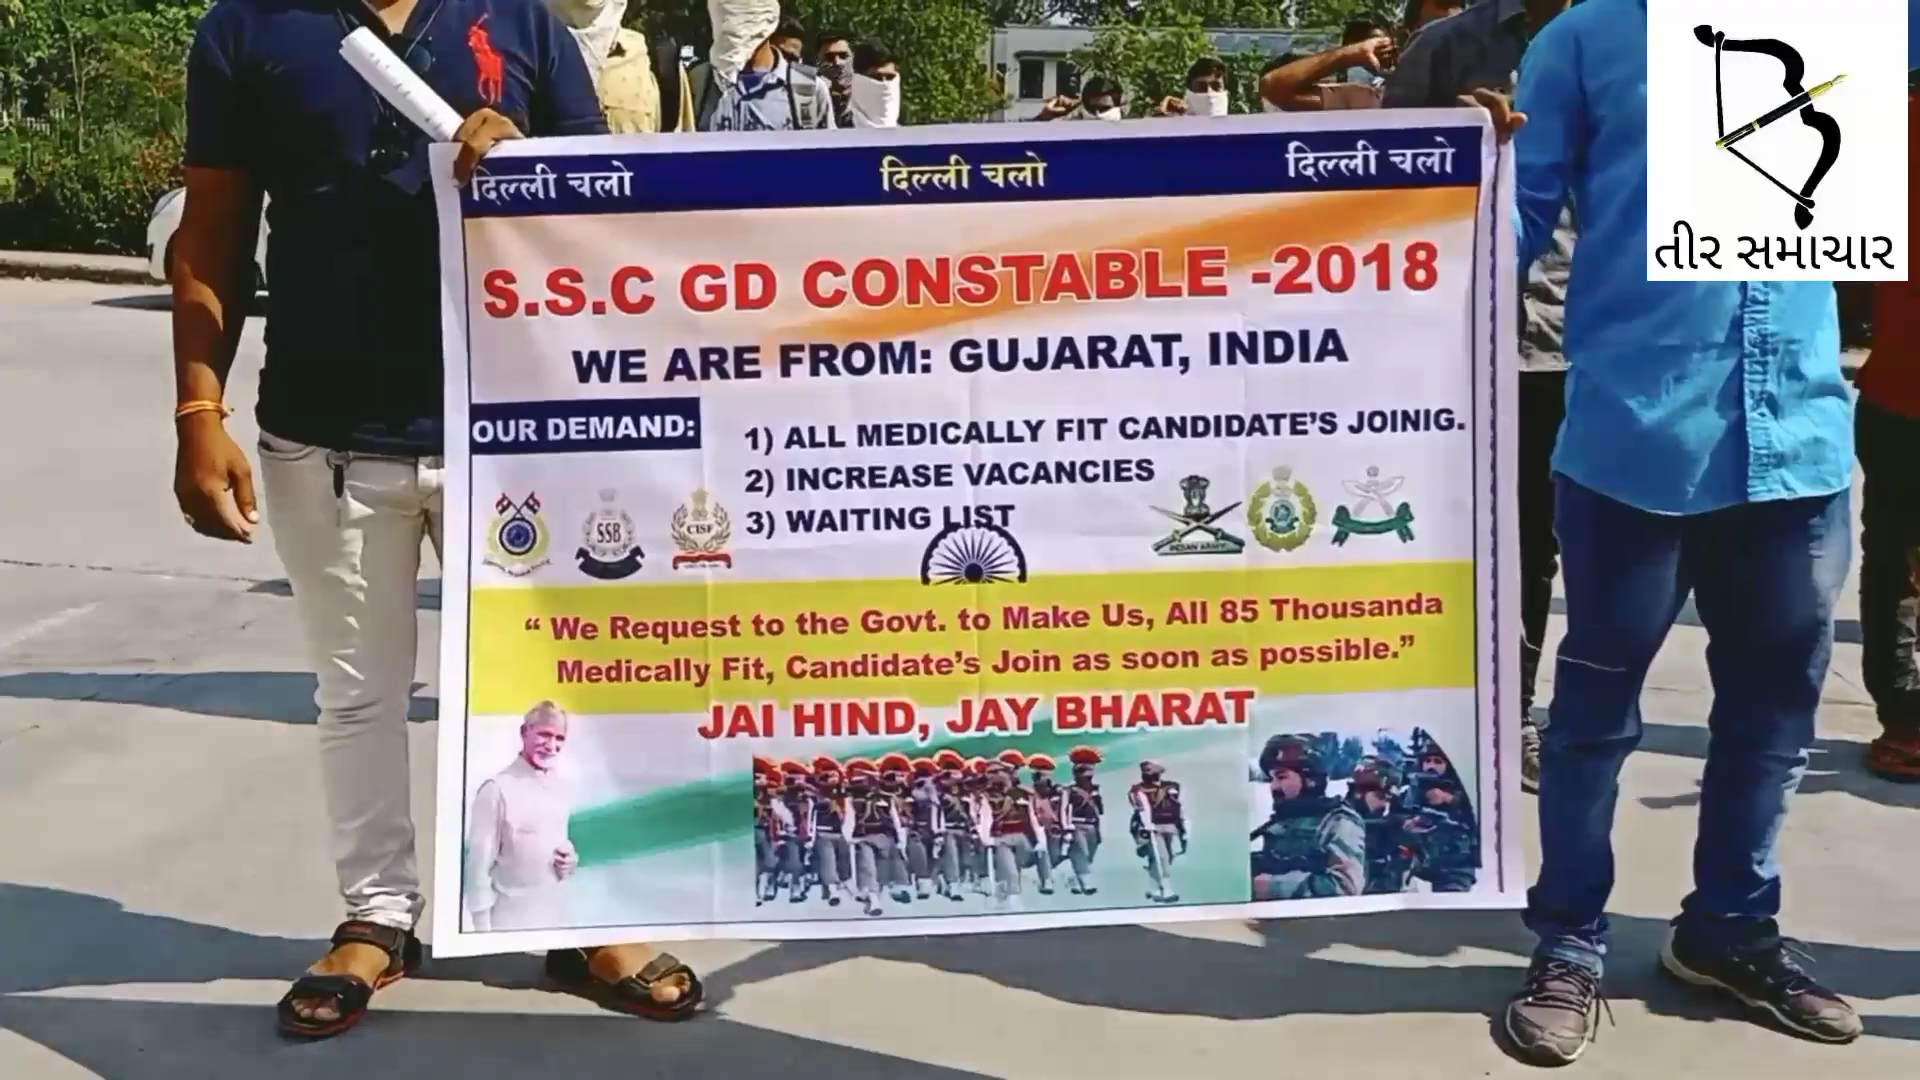 दिल्ली चलो दिल्ली चलो दिल्ली चलो
S.S.C GD CONSTABLE -2018
WE ARE FROM: GUJARAT, INDIA
OUR DEMAND:
1) ALL MEDICALLY FIT CANDIDATE'S JOINIG.
2) INCREASE VACANCIES
3) WAITING LIST
SSB
CISF
INDIAN ARMY
“ We Request to the Govt. to Make Us, All 85 Thousanda
Medically Fit, Candidate's Join as soon as possible.”
JAI HIND, JAY BHARAT
તીર સમાચાર